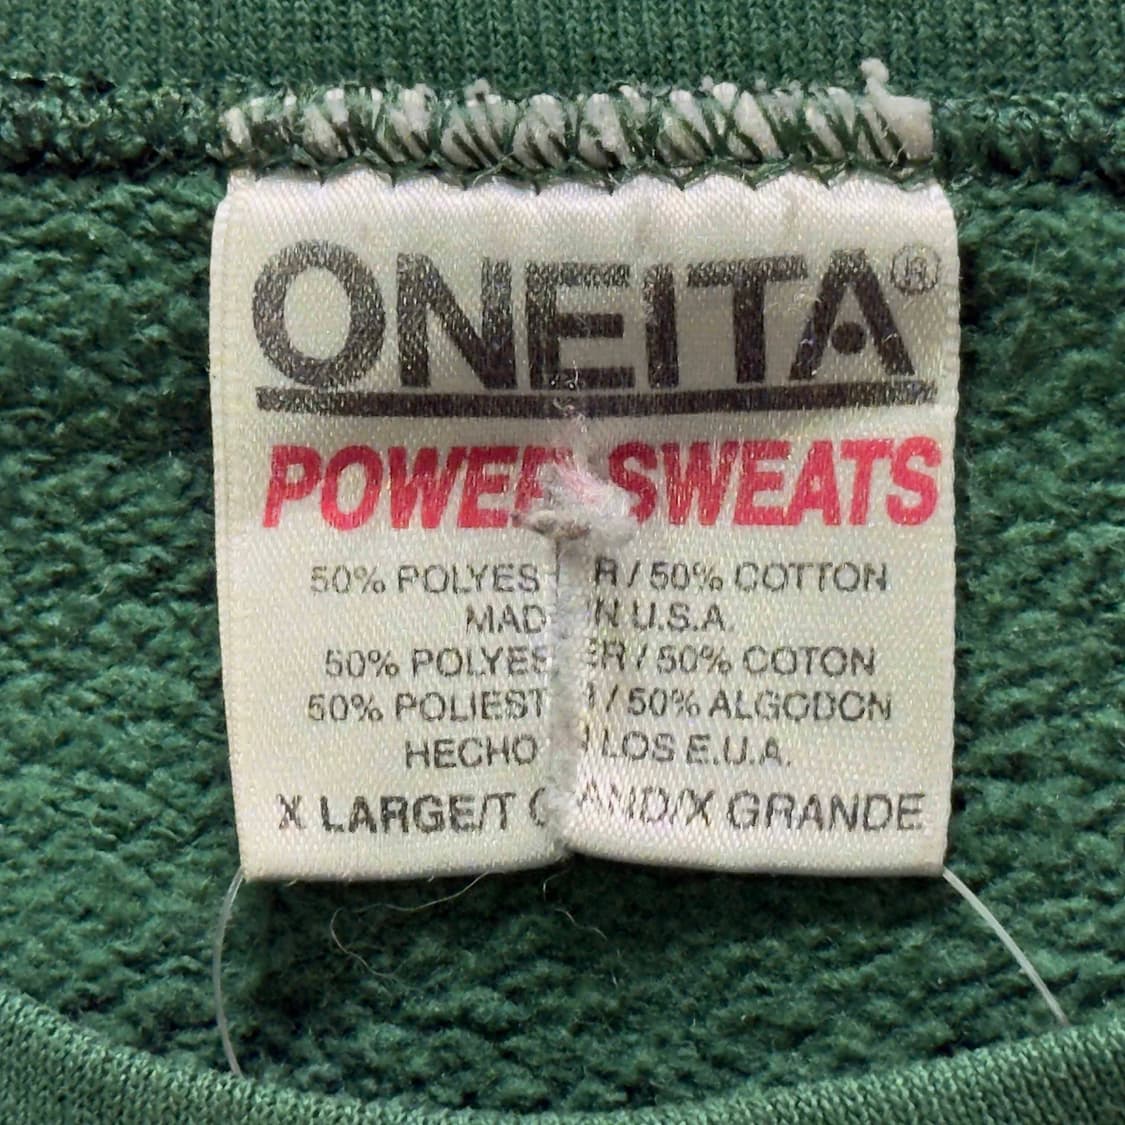 ONEITA®
POWER SWEATS
50% POLYESTER / 50% COTTON
MADE IN U.S.A.
50% POLYESTER / 50% COTON
50% POLIESTER / 50% ALGODON
HECHO EN LOS E.U.A.
X LARGE/T GRAND/X GRANDE